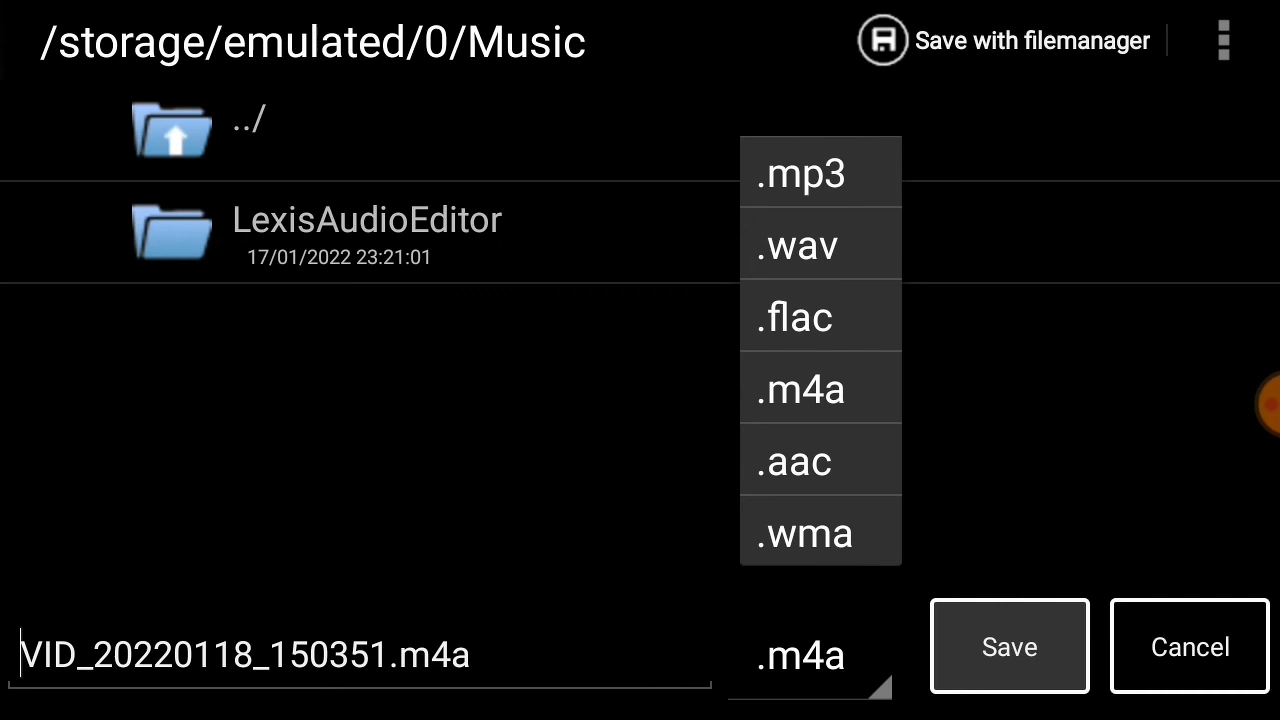 /storage/emulated/0/Music
Save with filemanager
../
LexisAudioEditor
17/01/2022 23:21:01
.mp3
.wav
.flac
.m4a
.aac
.wma
VID_20220118_150351.m4a
.m4a
Save
Cancel